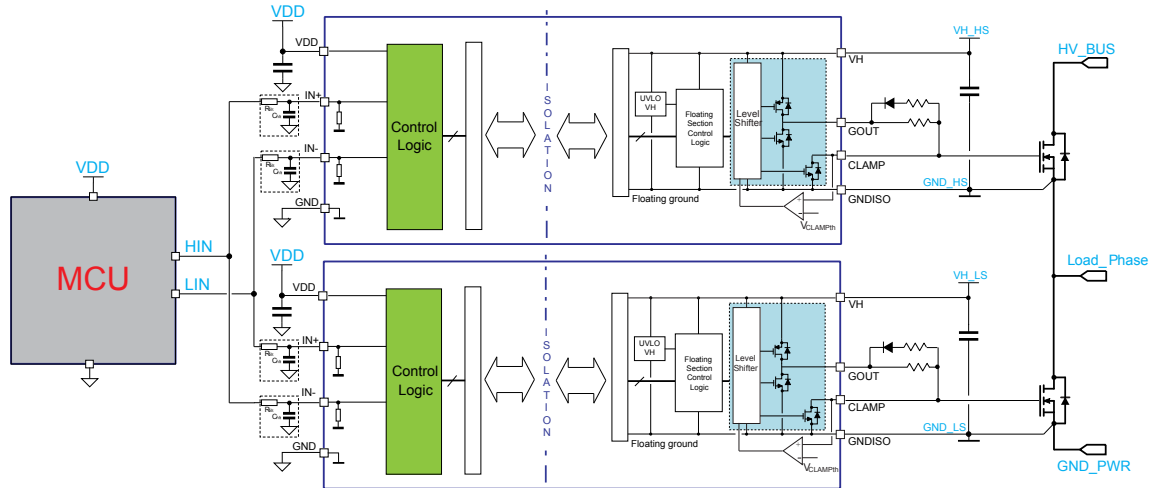 VDD
VDD
IN+
Control
Logic
ISOLATION
UVLO
VH
Floating
Section
Control
Logic
Level
Shifter
Floating ground
VCLAMPth
VH
GOUT
CLAMP
GNDISO
VH_HS
GND_HS
HV_BUS
IN-
GND
VDD
MCU
HIN
LIN
Load_Phase
VDD
VDD
IN+
IN-
GND
Control
Logic
ISOLATION
UVLO
VH
Floating
Section
Control
Logic
Level
Shifter
Floating ground
VCLAMPth
VH
GOUT
CLAMP
GNDISO
VH_LS
GND_LS
GND_PWR